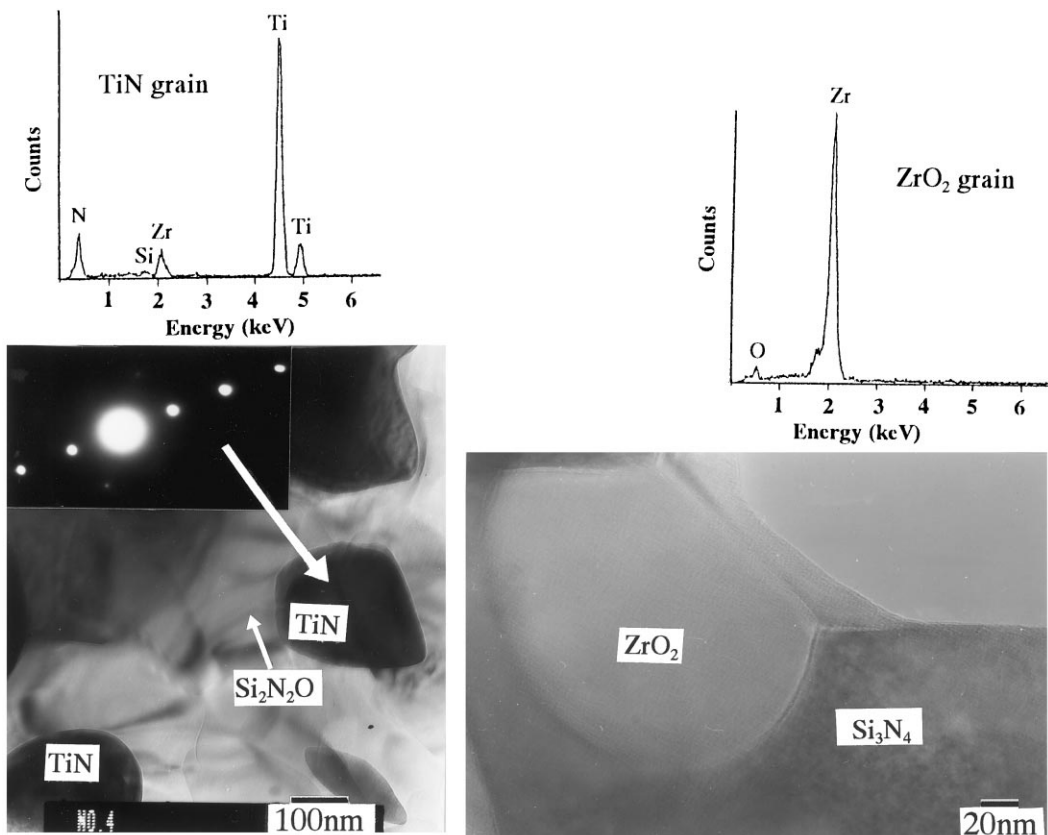 Ti
TiN grain
Counts
N
Si
Zr
Ti
1 2 3 4 5 6
Energy (keV)
Zr
ZrO₂ grain
Counts
O
1 2 3 4 5 6
Energy (keV)
TiN
Si₂N₂O
TiN
NO.4
100nm
ZrO₂
Si₃N₄
20nm